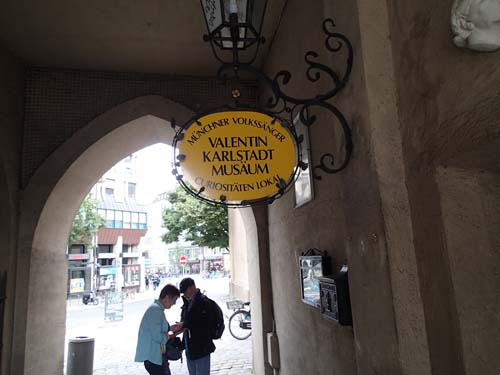 MÜNCHNER VOLKSSÄNGER
VALENTIN
KARLSTADT
MUSÄUM
CURIOSITÄTEN LOKAL